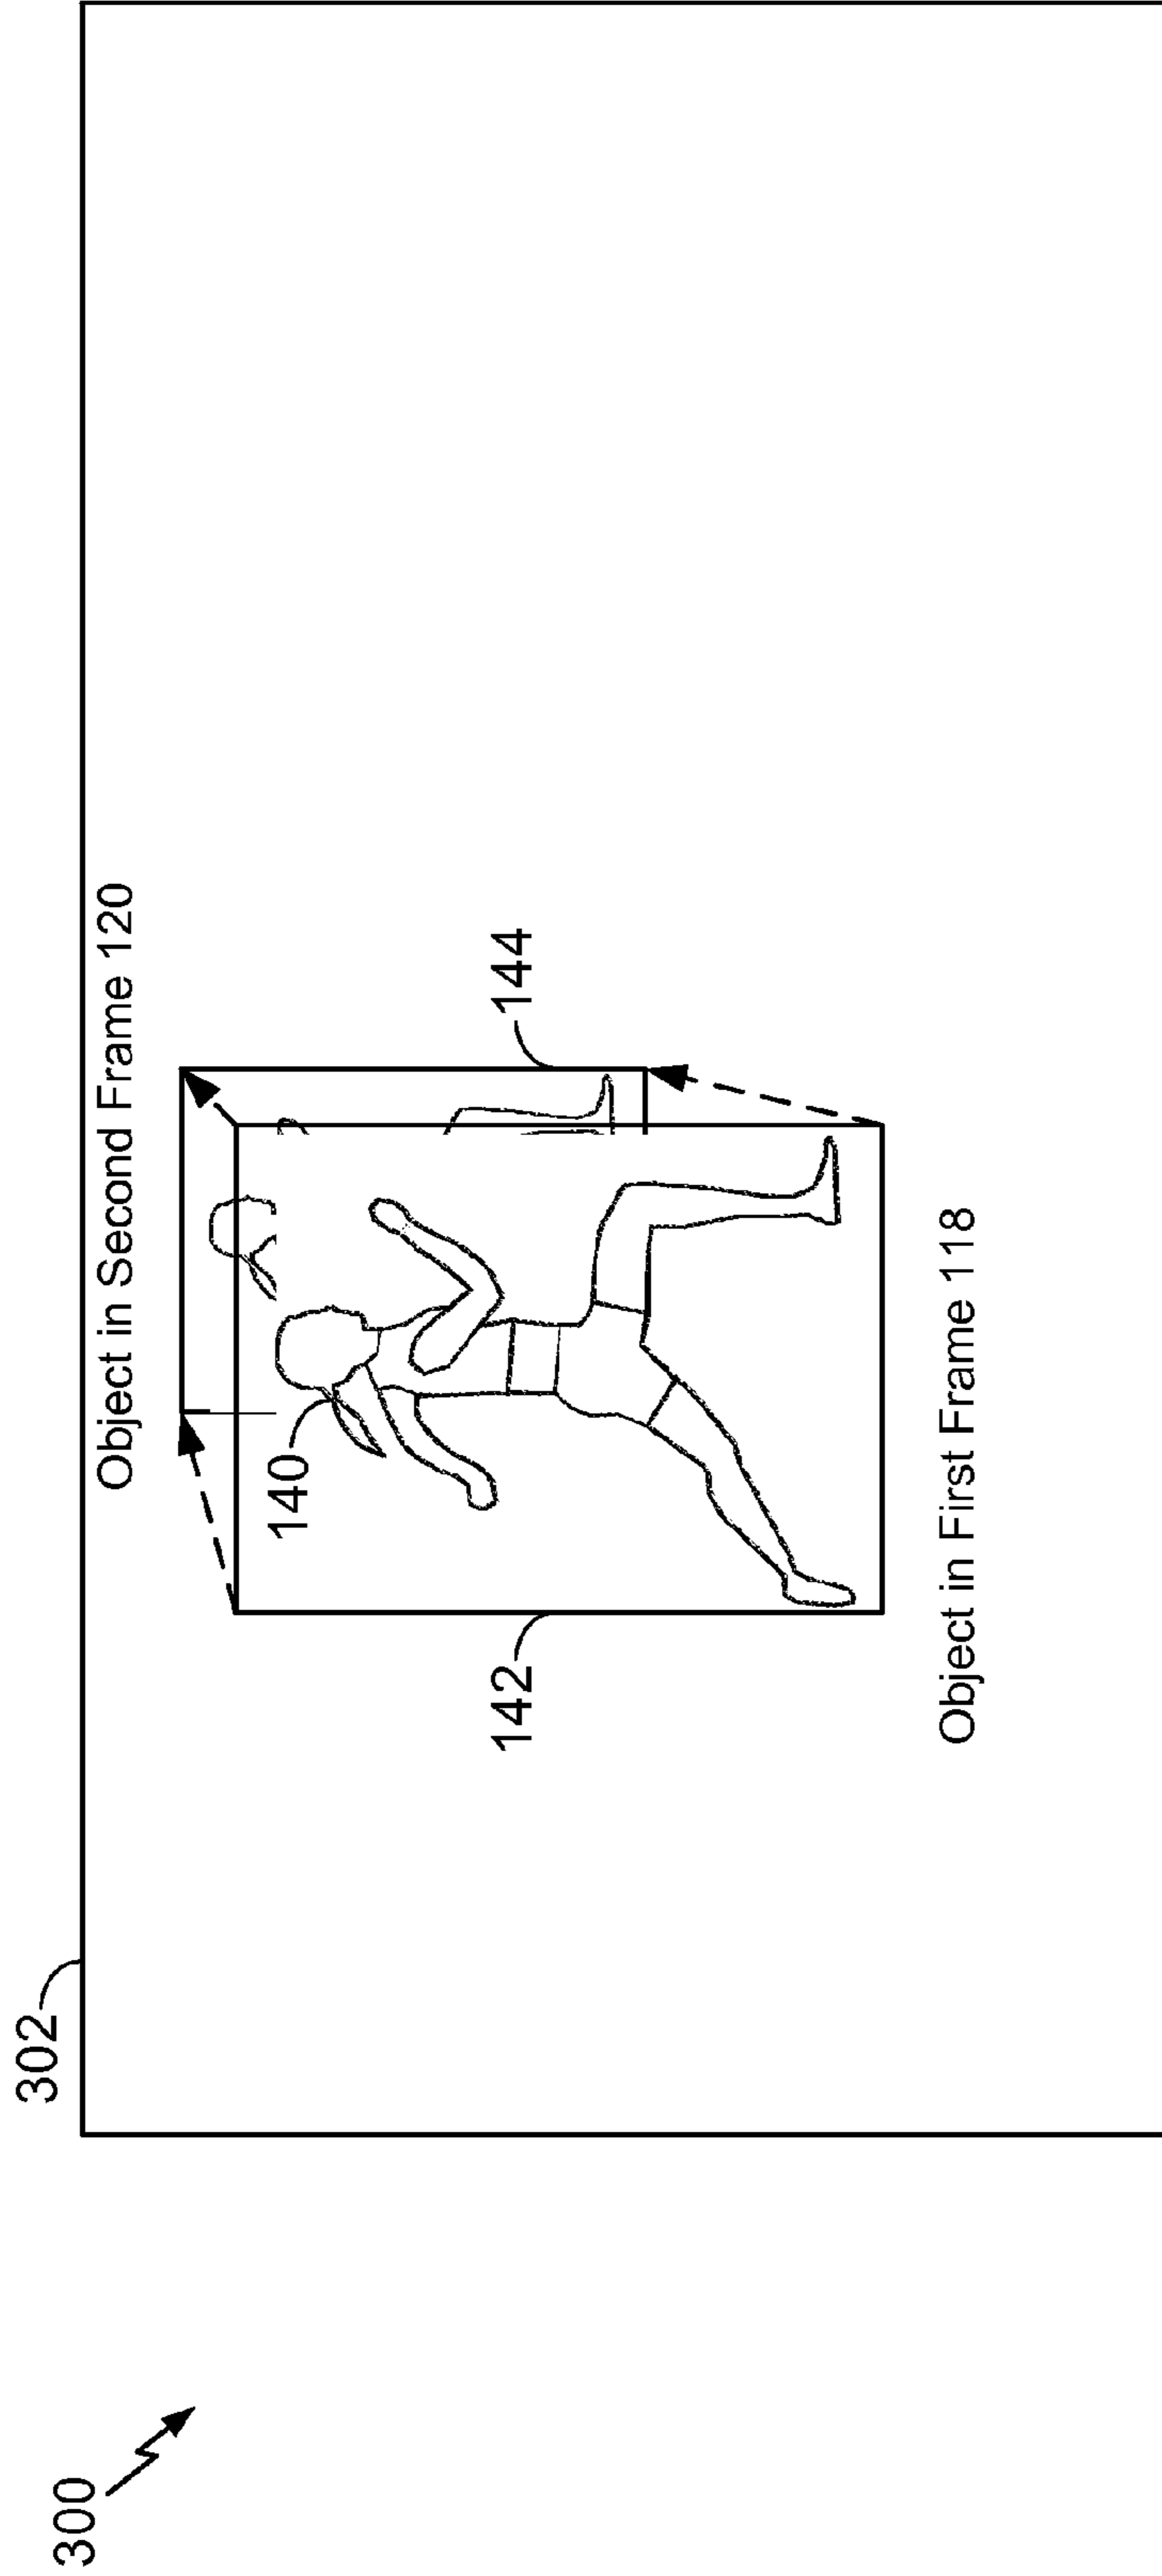 300
302
Object in Second Frame 120
140
142
144
Object in First Frame 118